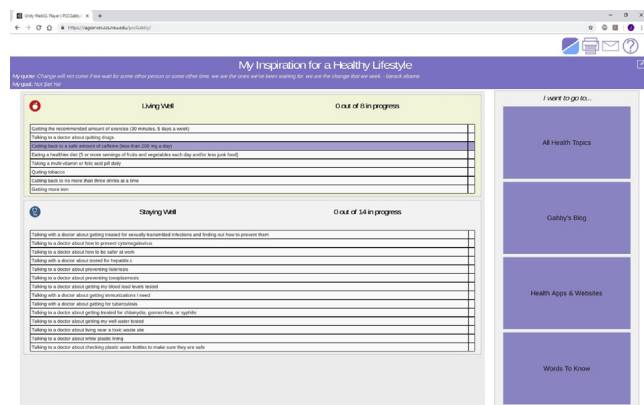 Unity WebGL Player | PCCGabby
My Inspiration for a Healthy Lifestyle
My quote: Change will not come if we wait for some other person or some other time. we are the ones we've been waiting for. we are the change that we seek. - barack obama
My goal: Not Set Yet
Living Well 0 out of 8 in progress
Getting the recommended amount of exercise (30 minutes, 5 days a week)
Talking to a doctor about quitting drugs
Cutting back to a safe amount of caffeine (less than 200 mg a day)
Eating a healthier diet (5 or more servings of fruits and vegetables each day and/or less junk food)
Taking a multi-vitamin or folic acid pill daily
Quiting tobacco
Cutting back to no more than three drinks at a time
Getting more iron
Staying Well 0 out of 14 in progress
Talking with a doctor about getting treated for sexually transmitted infections and finding out how to prevent them
Talking to a doctor about how to prevent cytomegalovirus
Talking to a doctor about how to be safer at work
Talking with a doctor about tested for hepatitis c
Talking to a doctor about preventing listeriosis
Talking to a doctor about preventing toxoplasmosis
Talking to a doctor about getting my blood lead levels tested
Talking with a doctor about getting immunizations I need
Talking with a doctor about getting for tuberculosis
Talking to a doctor about getting treated for chlamydia, gonorrhea, or syphilis
Talking to a doctor about getting my well water tested
Talking to a doctor about living near a toxic waste site
Talking to a doctor about white plastic lining
Talking to a doctor about checking plastic water bottles to make sure they are safe
I want to go to...
All Health Topics
Gabby's Blog
Health Apps & Websites
Words To Know